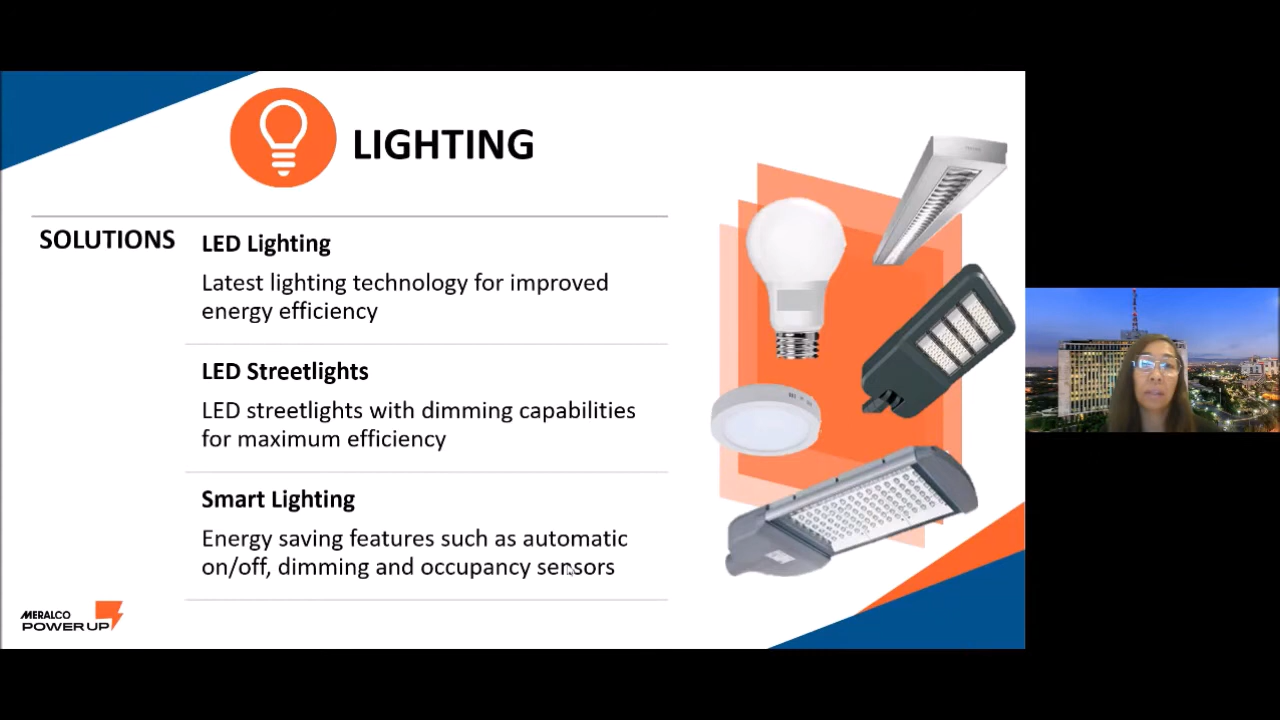 LIGHTING
SOLUTIONS
LED Lighting
Latest lighting technology for improved
energy efficiency
LED Streetlights
LED streetlights with dimming capabilities
for maximum efficiency
Smart Lighting
Energy saving features such as automatic
on/off, dimming and occupancy sensors
MERALCO
POWER UP